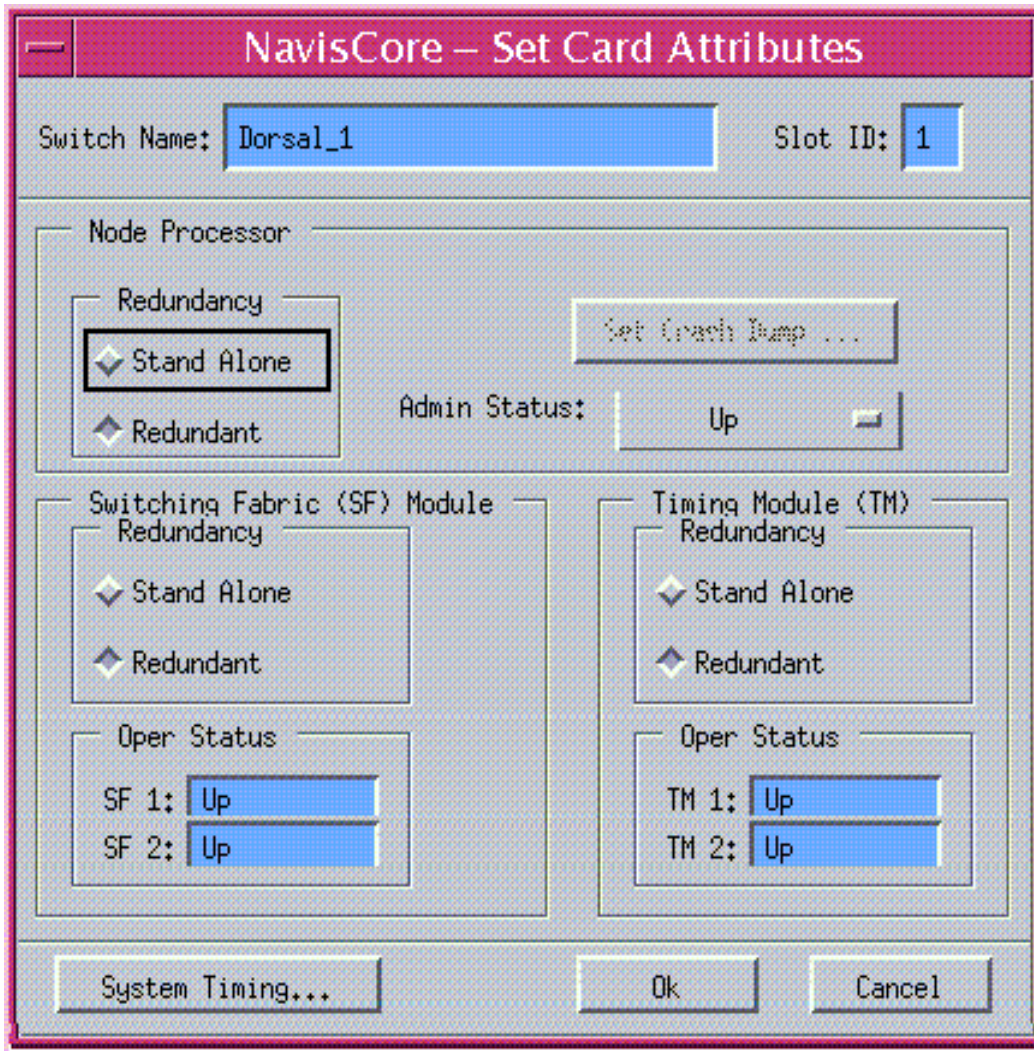 NavisCore – Set Card Attributes
Switch Name: Dorsal_1 Slot ID: 1
Node Processor
Redundancy
Stand Alone
Redundant
Set Crash Dump ...
Admin Status: Up
Switching Fabric (SF) Module
Redundancy
Stand Alone
Redundant
Oper Status
SF 1: Up
SF 2: Up
Timing Module (TM)
Redundancy
Stand Alone
Redundant
Oper Status
TM 1: Up
TM 2: Up
System Timing... Ok Cancel